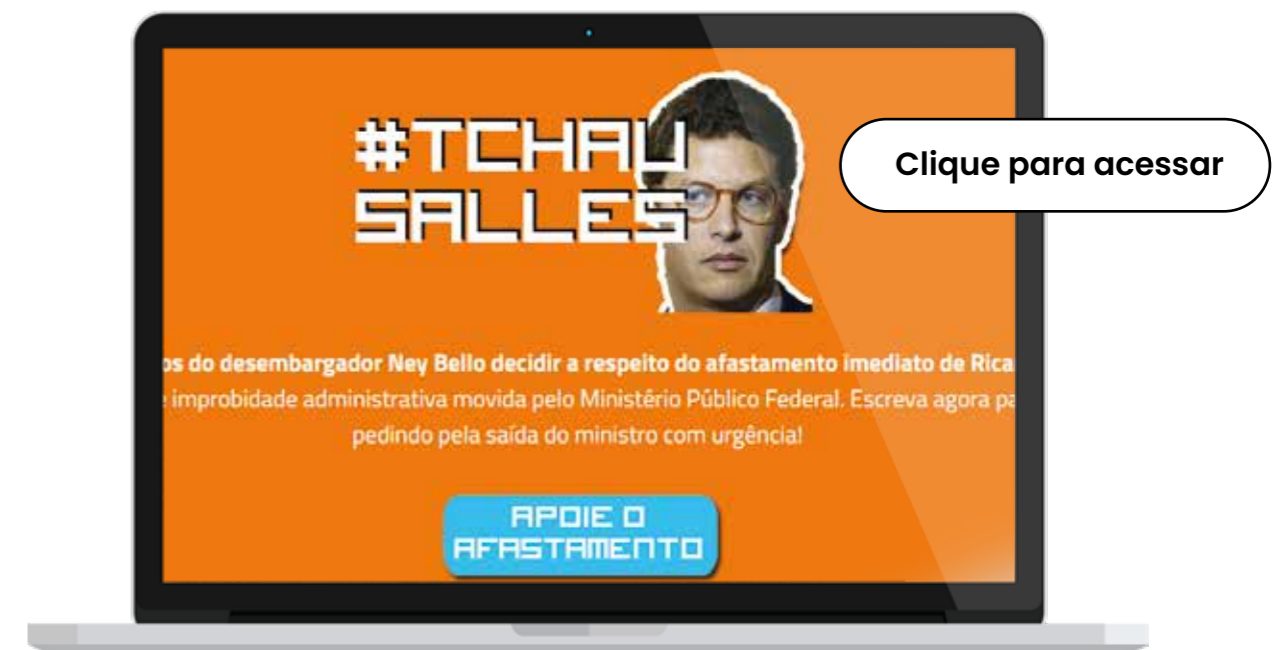 #TCHAU
SALLES
Clique para acessar
os do desembargador Ney Bello decidir a respeito do afastamento imediato de Rica
e improbidade administrativa movida pelo Ministério Público Federal. Escreva agora pa
pedindo pela saída do ministro com urgência!
APOIE O
AFASTAMENTO